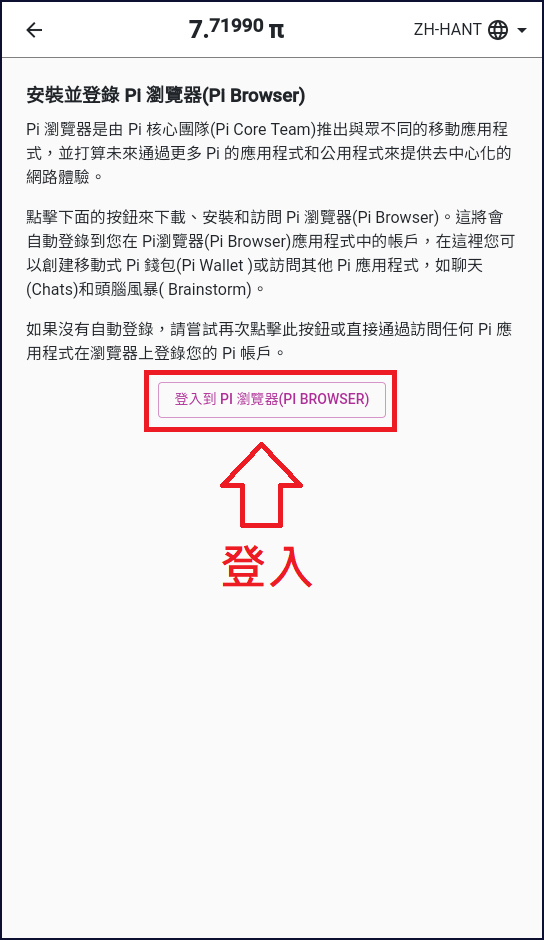 7.71990 π
ZH-HANT
安裝並登錄 PI 瀏覽器(PI Browser)
Pi 瀏覽器是由 Pi 核心團隊(Pi Core Team)推出與眾不同的移動應用程
式，並打算未來通過更多 Pi 的應用程式和公用程式來提供去中心化的
網路體驗。
點擊下面的按鈕來下載、安裝和訪問 Pi 瀏覽器(Pi Browser)。這將會
自動登錄到您在 Pi瀏覽器(Pi Browser)應用程式中的帳戶，在這裡您可
以創建移動式 Pi 錢包(Pi Wallet )或訪問其他 Pi 應用程式，如聊天
(Chats)和頭腦風暴( Brainstorm)。
如果沒有自動登錄，請嘗試再次點擊此按鈕或直接通過訪問任何 Pi 應
用程式在瀏覽器上登錄您的 Pi 帳戶。
登入到 PI 瀏覽器(PI BROWSER)
登入